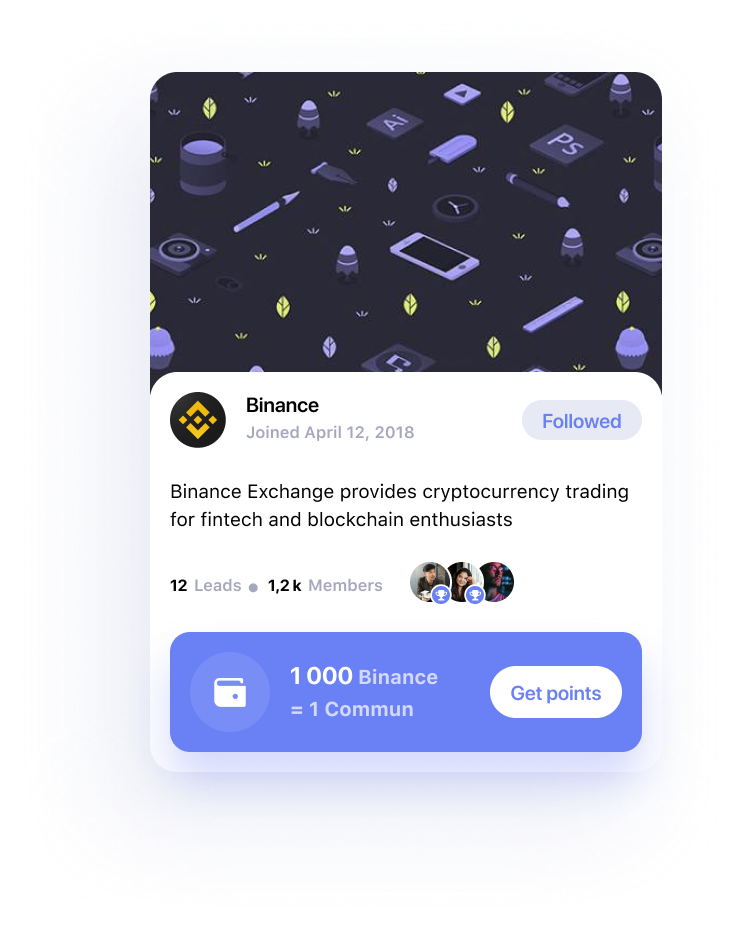 Ai
Ps
Binance
Joined April 12, 2018
Followed
Binance Exchange provides cryptocurrency trading
for fintech and blockchain enthusiasts
12 Leads ● 1,2k Members
1 000 Binance
= 1 Commun
Get points